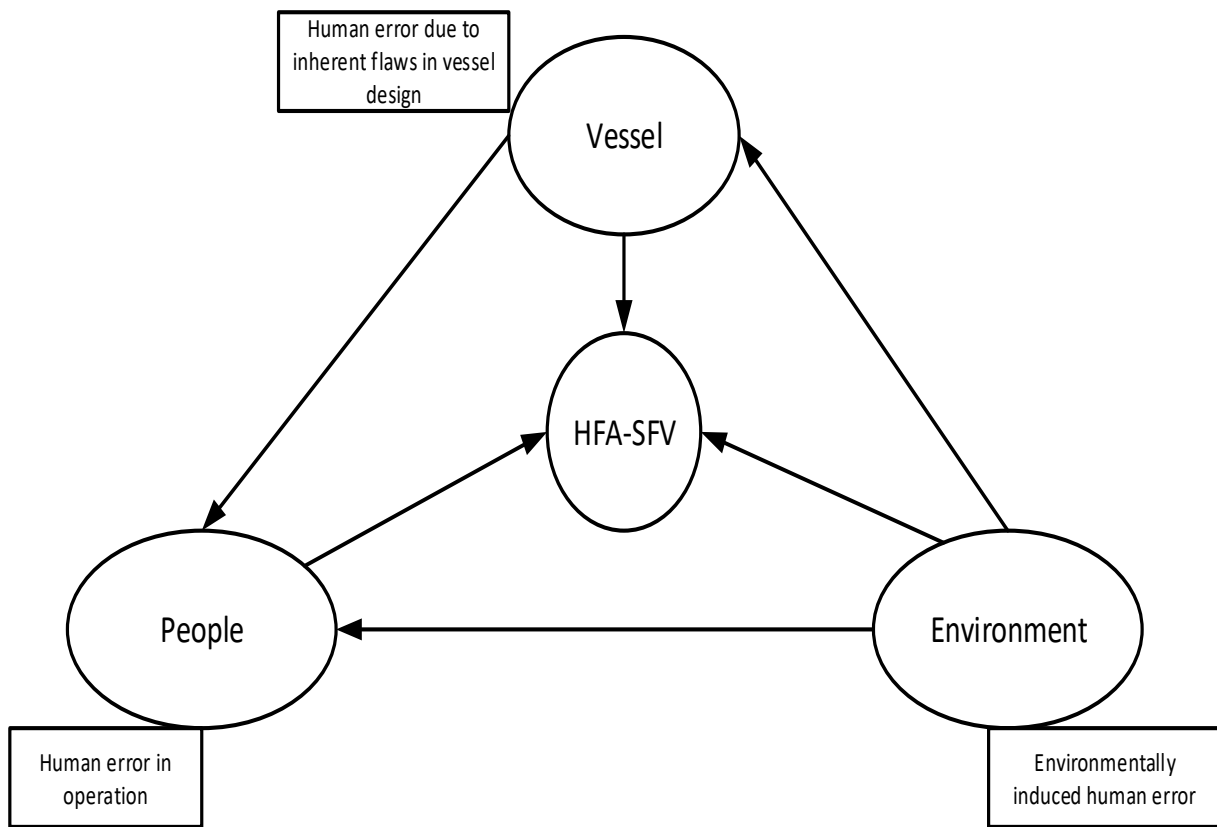 Human error due to
inherent flaws in vessel
design
Vessel
HFA-SFV
People
Environment
Human error in
operation
Environmentally
induced human error